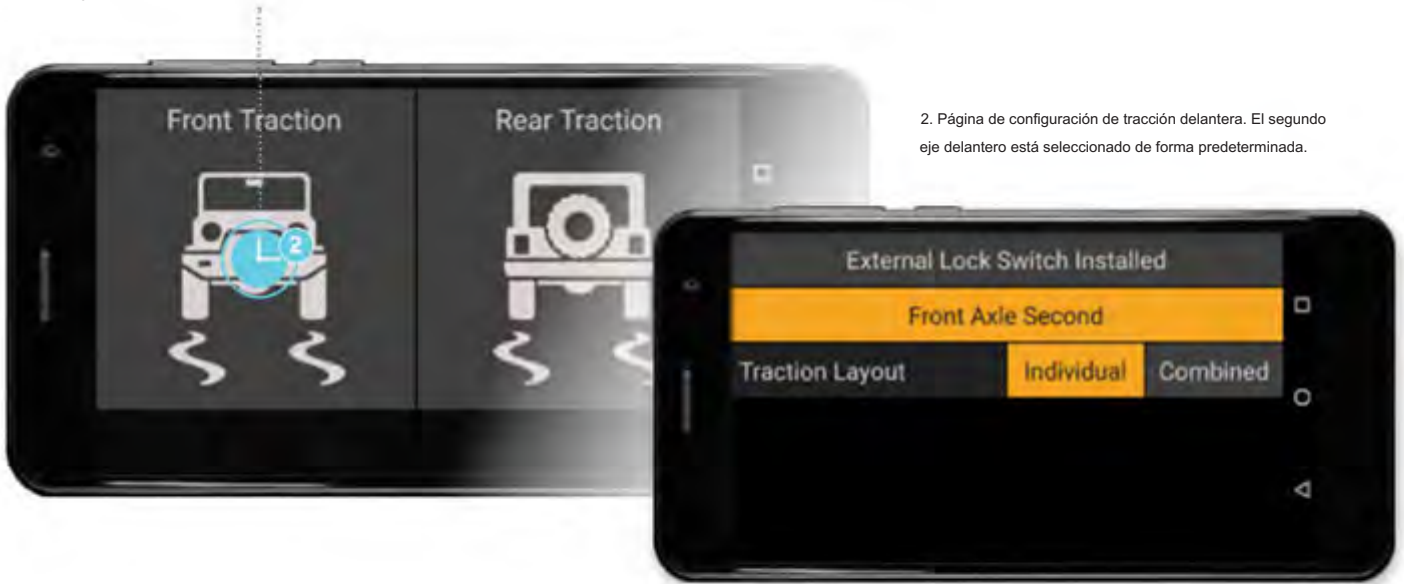 Front Traction
Rear Traction
2
2. Página de configuración de tracción delantera. El segundo
eje delantero está seleccionado de forma predeterminada.
External Lock Switch Installed
Front Axle Second
Traction Layout
Individual
Combined